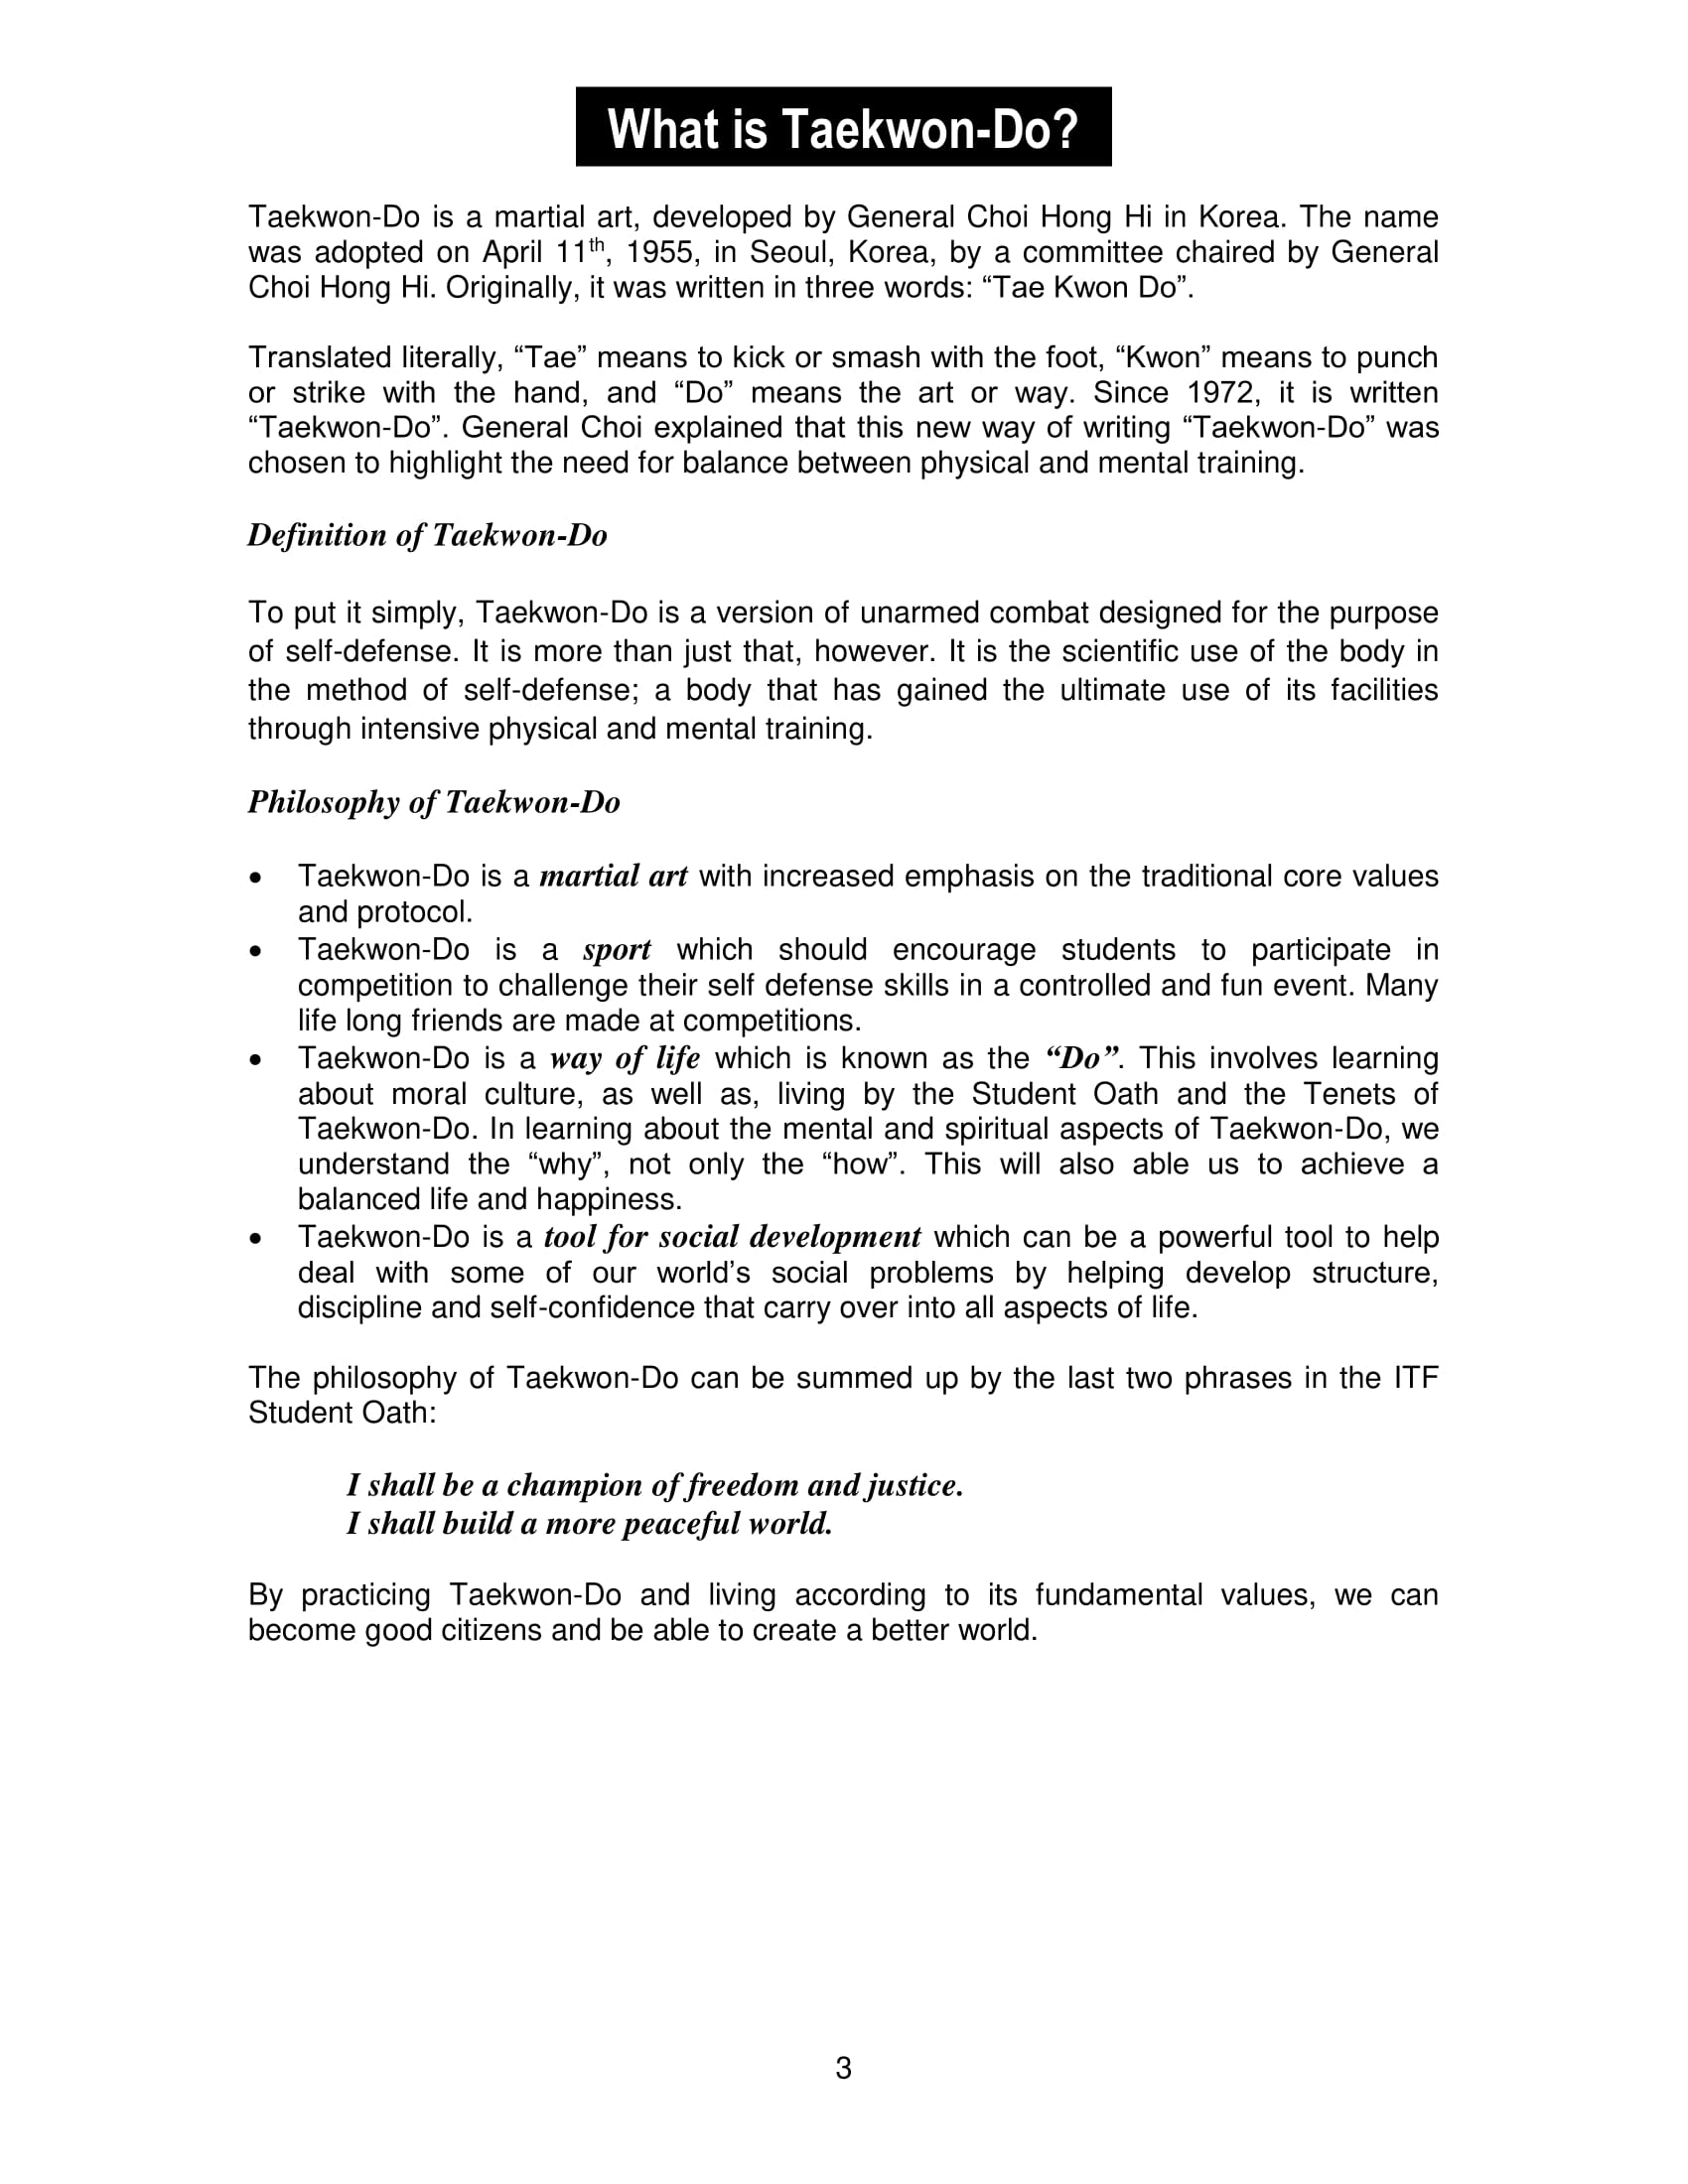 What is Taekwon-Do?
Taekwon-Do is a martial art, developed by General Choi Hong Hi in Korea. The name
was adopted on April 11th, 1955, in Seoul, Korea, by a committee chaired by General
Choi Hong Hi. Originally, it was written in three words: “Tae Kwon Do”.
Translated literally, “Tae” means to kick or smash with the foot, “Kwon” means to punch
or strike with the hand, and “Do” means the art or way. Since 1972, it is written
“Taekwon-Do”. General Choi explained that this new way of writing “Taekwon-Do” was
chosen to highlight the need for balance between physical and mental training.
Definition of Taekwon-Do
To put it simply, Taekwon-Do is a version of unarmed combat designed for the purpose
of self-defense. It is more than just that, however. It is the scientific use of the body in
the method of self-defense; a body that has gained the ultimate use of its facilities
through intensive physical and mental training.
Philosophy of Taekwon-Do
• Taekwon-Do is a martial art with increased emphasis on the traditional core values
and protocol.
• Taekwon-Do is a sport which should encourage students to participate in
competition to challenge their self defense skills in a controlled and fun event. Many
life long friends are made at competitions.
• Taekwon-Do is a way of life which is known as the “Do”. This involves learning
about moral culture, as well as, living by the Student Oath and the Tenets of
Taekwon-Do. In learning about the mental and spiritual aspects of Taekwon-Do, we
understand the “why”, not only the “how”. This will also able us to achieve a
balanced life and happiness.
• Taekwon-Do is a tool for social development which can be a powerful tool to help
deal with some of our world’s social problems by helping develop structure,
discipline and self-confidence that carry over into all aspects of life.
The philosophy of Taekwon-Do can be summed up by the last two phrases in the ITF
Student Oath:
I shall be a champion of freedom and justice.
I shall build a more peaceful world.
By practicing Taekwon-Do and living according to its fundamental values, we can
become good citizens and be able to create a better world.
3